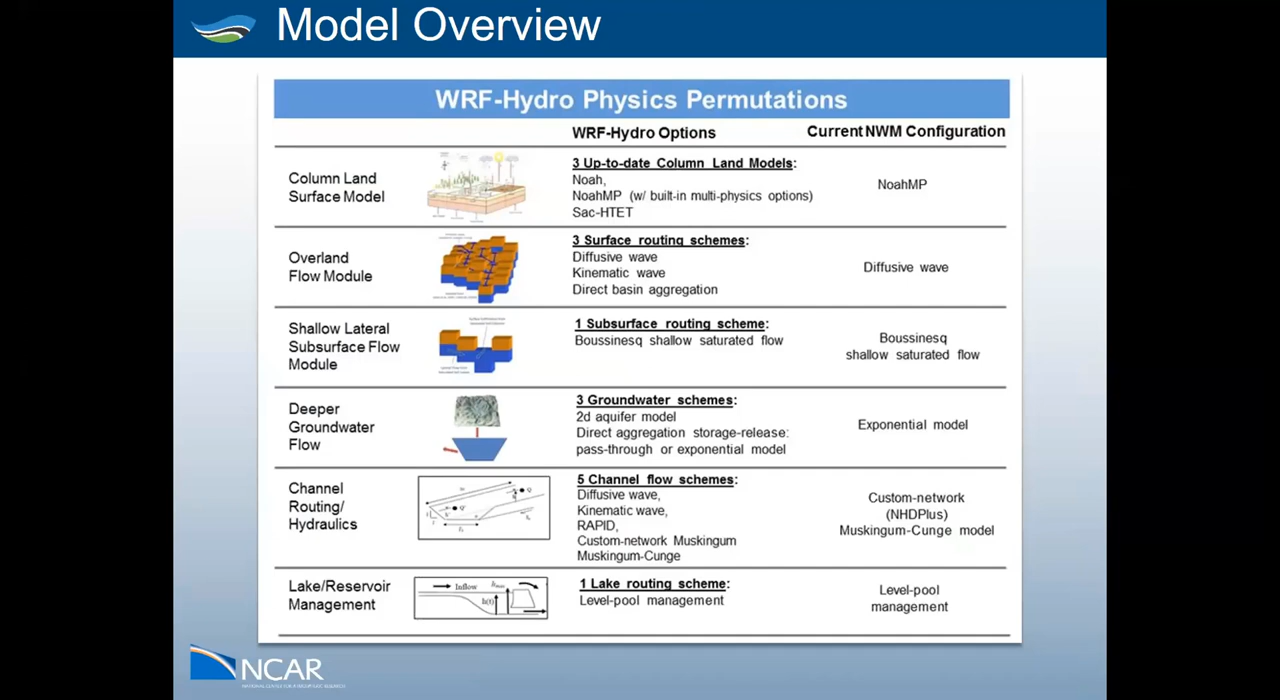 Model Overview
WRF-Hydro Physics Permutations
WRF-Hydro Options
Current NWM Configuration
Column Land
Surface Model
3 Up-to-date Column Land Models:
Noah,
NoahMP (w/ built-in multi-physics options)
Sac-HTET
NoahMP
Overland
Flow Module
3 Surface routing schemes:
Diffusive wave
Kinematic wave
Direct basin aggregation
Diffusive wave
Shallow Lateral
Subsurface Flow
Module
1 Subsurface routing scheme:
Boussinesq shallow saturated flow
Boussinesq
shallow saturated flow
Deeper
Groundwater
Flow
3 Groundwater schemes:
2d aquifer model
Direct aggregation storage-release:
pass-through or exponential model
Exponential model
Channel
Routing/
Hydraulics
5 Channel flow schemes:
Diffusive wave,
Kinematic wave,
RAPID,
Custom-network Muskingum
Muskingum-Cunge
Custom-network
(NHDPlus)
Muskingum-Cunge model
Lake/Reservoir
Management
Inflow
h(t)
1 Lake routing scheme:
Level-pool management
Level-pool
management
NCAR
NATIONAL CENTER FOR ATMOSPHERIC RESEARCH